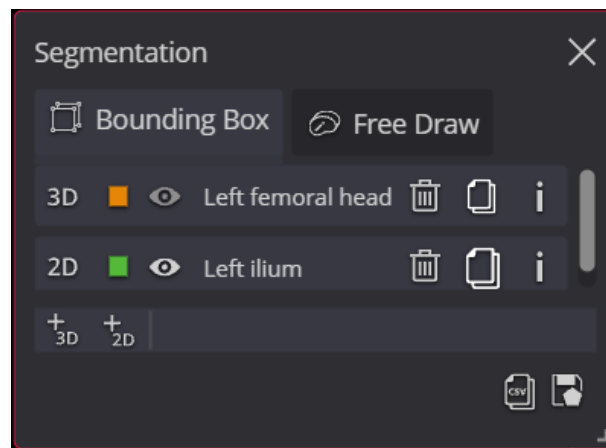 Segmentation
Bounding Box Free Draw
3D Left femoral head i
2D Left ilium i
+3D +2D
CSV